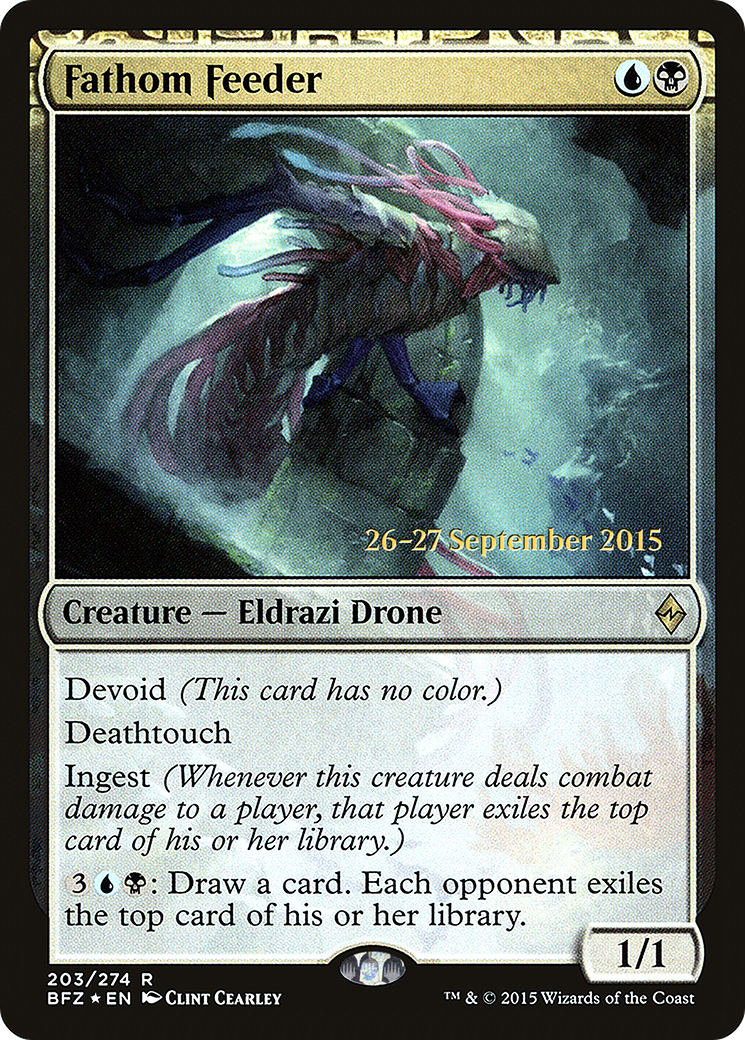 Fathom Feeder
26–27 September 2015
Creature — Eldrazi Drone
Devoid (This card has no color.)
Deathtouch
Ingest (Whenever this creature deals combat
damage to a player, that player exiles the top
card of his or her library.)
3: Draw a card. Each opponent exiles
the top card of his or her library.
1/1
203/274 R
BFZ ★ EN CLINT CEARLEY
™ & © 2015 Wizards of the Coast